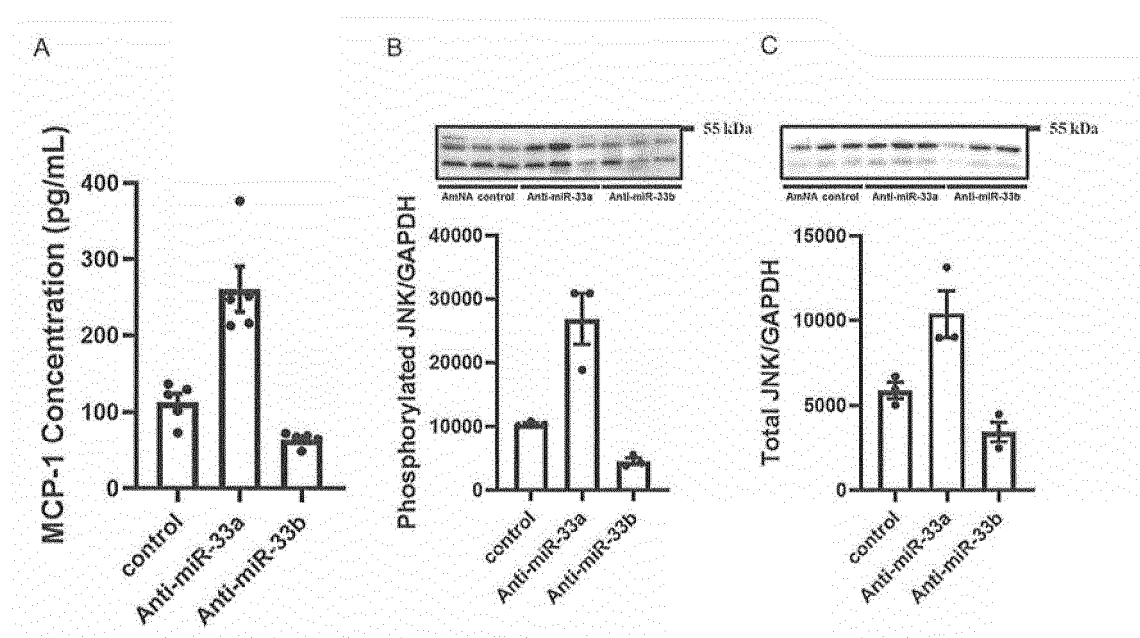 A
MCP-1 Concentration (pg/mL)
400
300
200
100
0
control
Anti-miR-33a
Anti-miR-33b
B
55 kDa
AmNA control
Anti-miR-33a
Anti-miR-33b
Phosphorylated JNK/GAPDH
40000
30000
20000
10000
0
control
Anti-miR-33a
Anti-miR-33b
C
55 kDa
AmNA control
Anti-miR-33a
Anti-miR-33b
Total JNK/GAPDH
15000
10000
5000
0
control
Anti-miR-33a
Anti-miR-33b